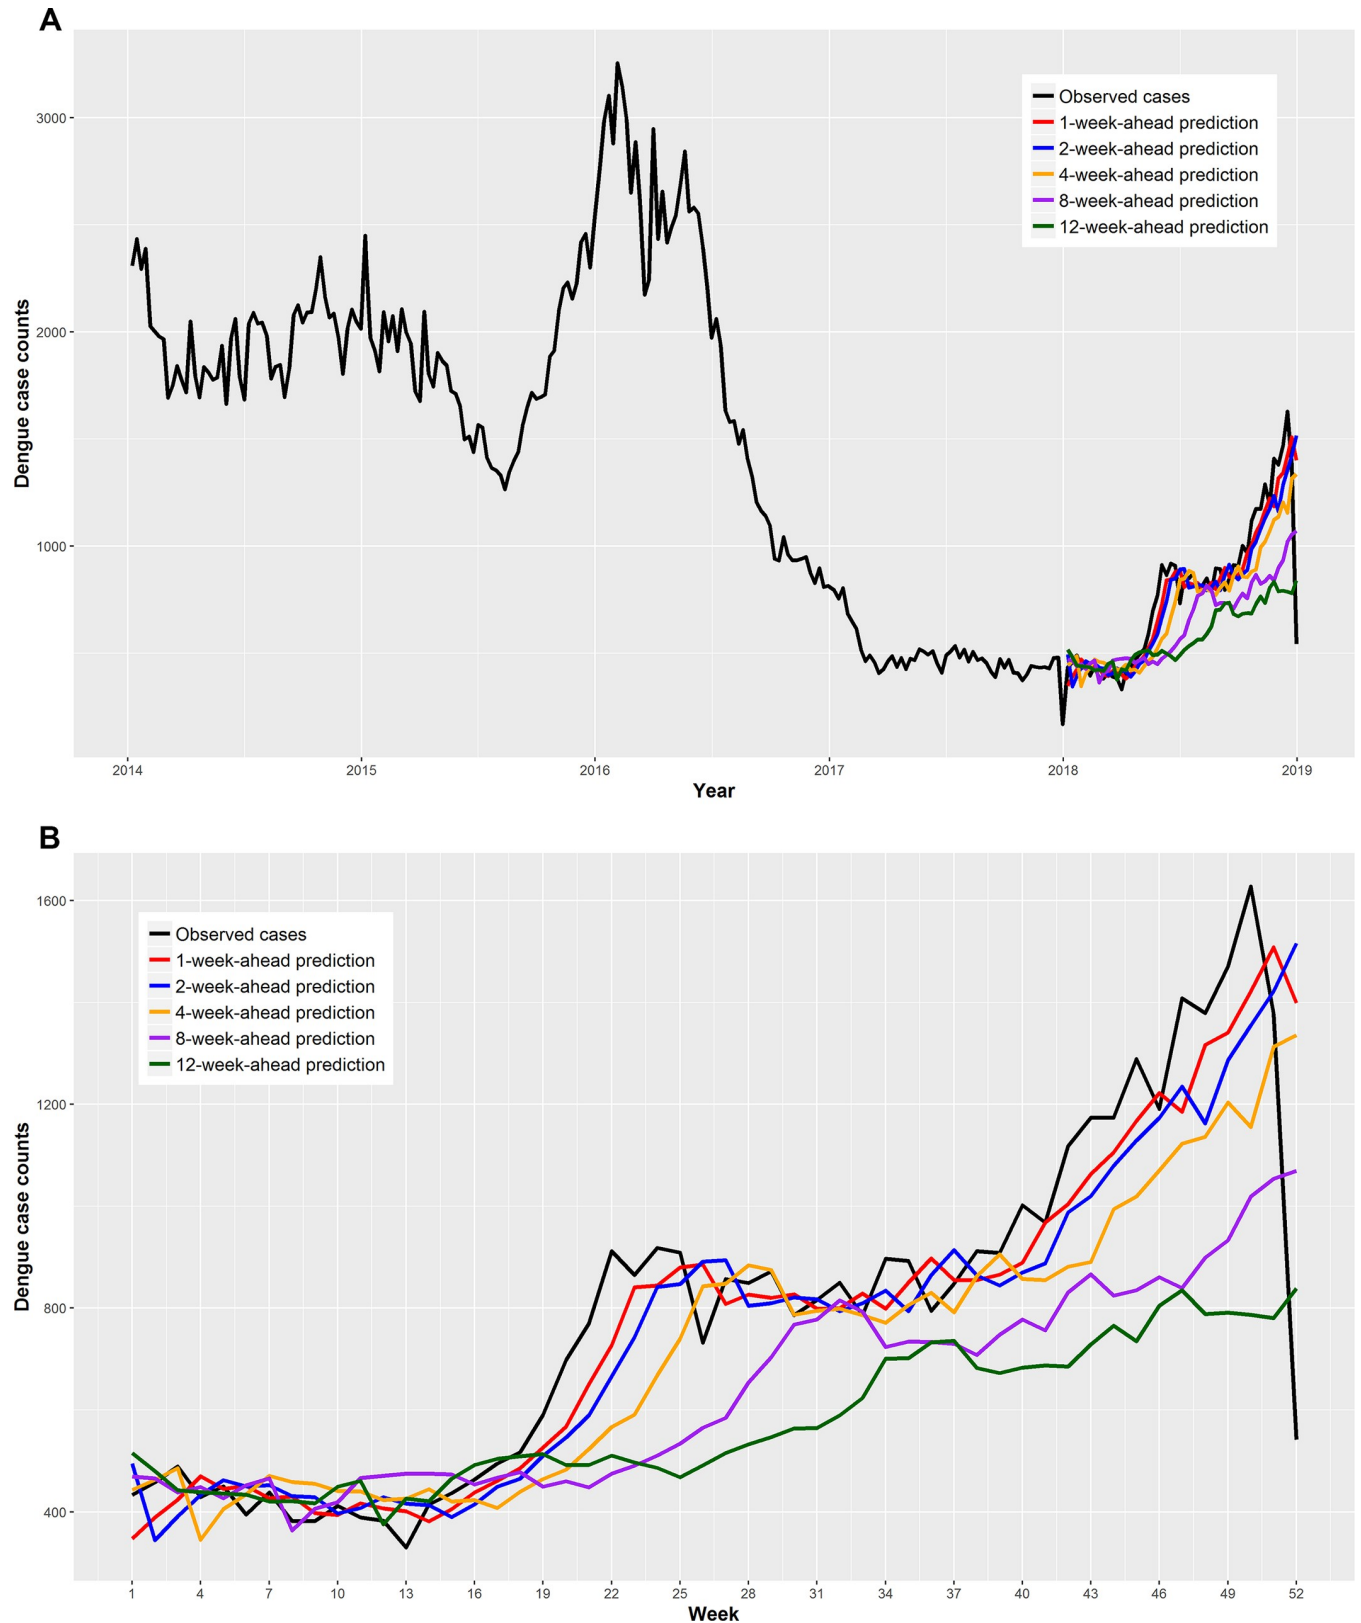 A
3000
2000
1000
Dengue case counts
Observed cases
1-week-ahead prediction
2-week-ahead prediction
4-week-ahead prediction
8-week-ahead prediction
12-week-ahead prediction
2014 2015 2016 2017 2018 2019
Year
B
1600
1200
800
400
Dengue case counts
Observed cases
1-week-ahead prediction
2-week-ahead prediction
4-week-ahead prediction
8-week-ahead prediction
12-week-ahead prediction
1 4 7 10 13 16 19 22 25 28 31 34 37 40 43 46 49 52
Week